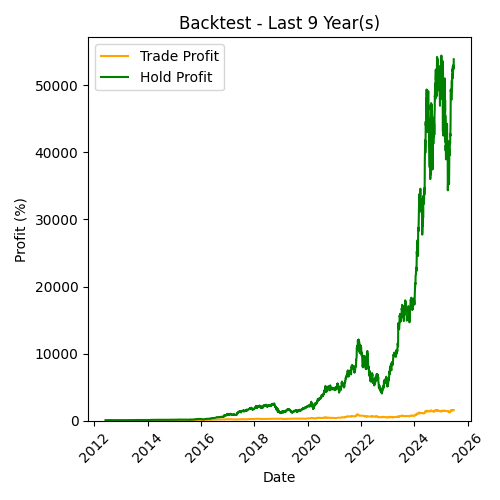 Backtest - Last 9 Year(s)
Trade Profit
Hold Profit
Profit (%)
50000
40000
30000
20000
10000
0
2012
2014
2016
2018
2020
2022
2024
2026
Date